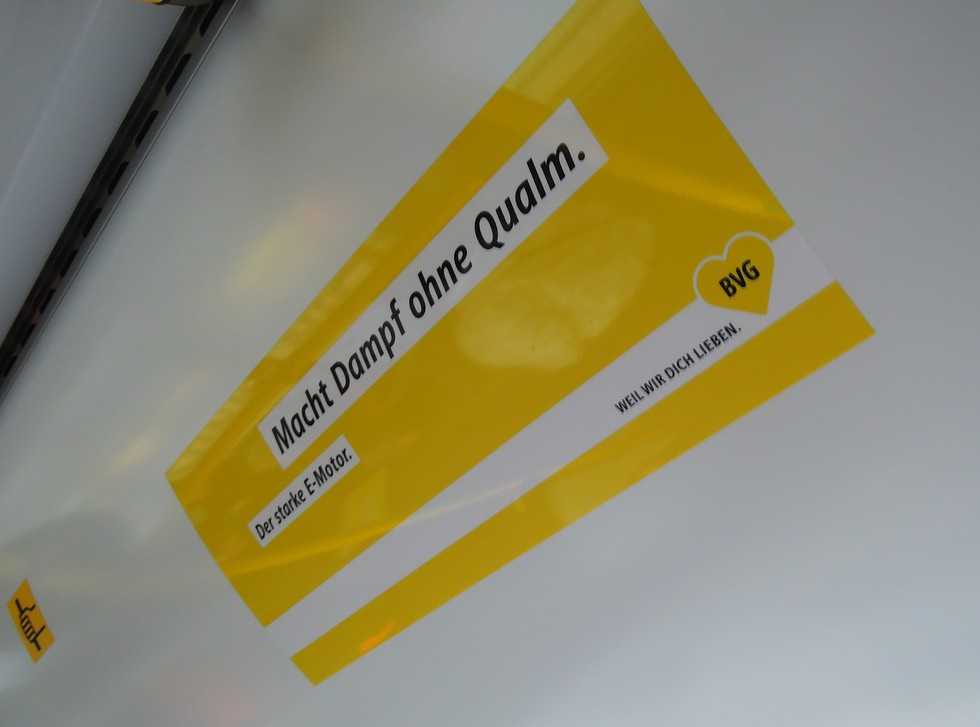 Macht Dampf ohne Qualm.
Der starke E-Motor.
BVG
WEIL WIR DICH LIEBEN.